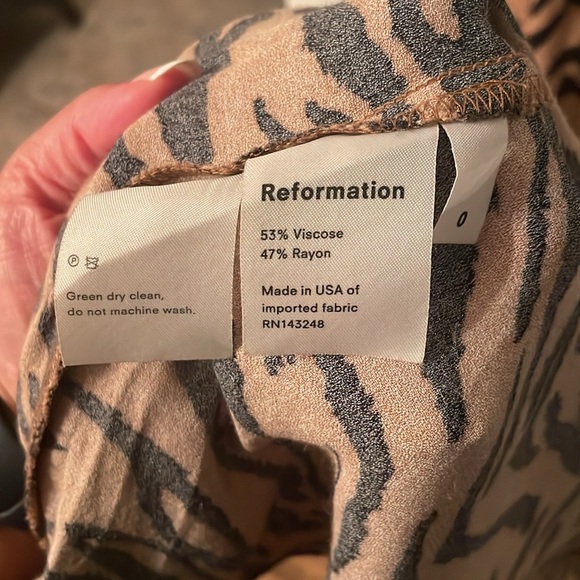 P
Green dry clean,
do not machine wash.
Reformation
53% Viscose
47% Rayon
Made in USA of
imported fabric
RN143248
0